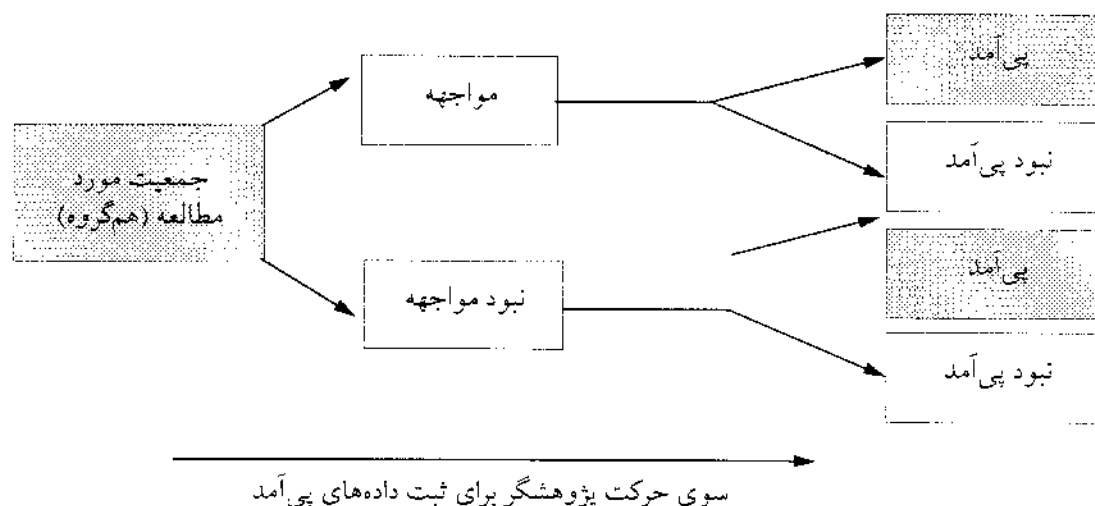 پی‌آمد
مواجهه
نبود پی‌آمد
جمعیت مورد
مطالعه (هم‌گروه)
پی‌آمد
نبود مواجهه
نبود پی‌آمد
سوی حرکت پژوهشگر برای ثبت داده‌های پی‌آمد